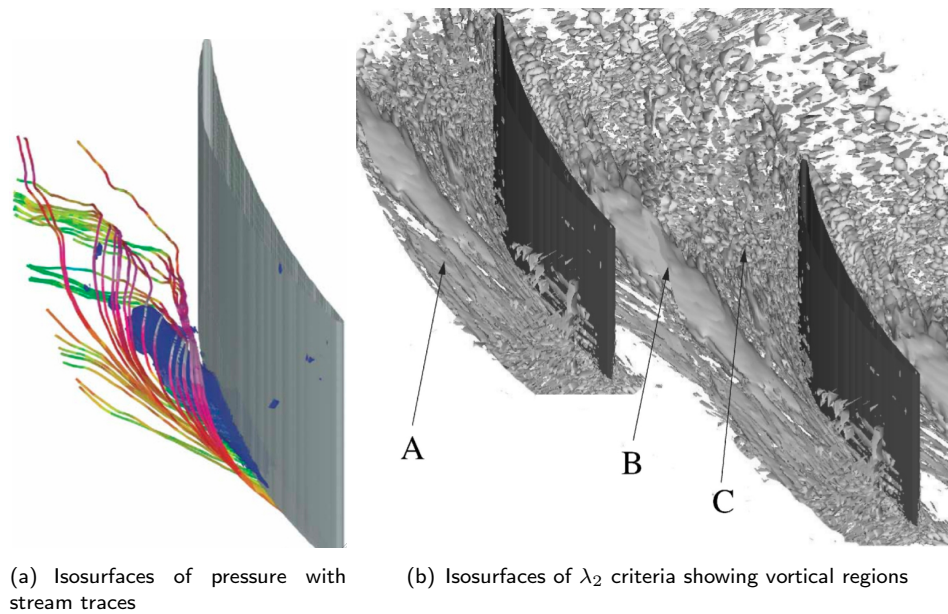 A
B
C
(a) Isosurfaces of pressure with
stream traces
(b) Isosurfaces of λ₂ criteria showing vortical regions